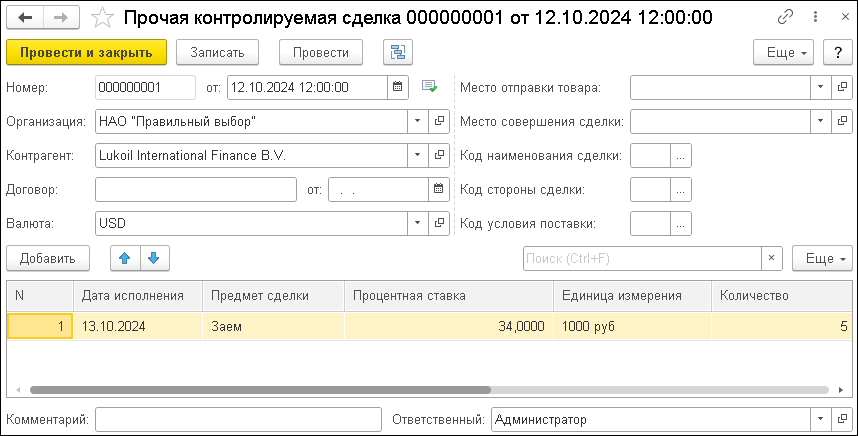 Прочая контролируемая сделка 000000001 от 12.10.2024 12:00:00
Провести и закрыть Записать Провести Еще ?
Номер: 000000001 от: 12.10.2024 12:00:00 Место отправки товара:
Организация: НАО "Правильный выбор" Место совершения сделки:
Контрагент: Lukoil International Finance B.V. Код наименования сделки: ...
Договор: от: . . Код стороны сделки: ...
Валюта: USD Код условия поставки: ...
Добавить Поиск (Ctrl+F) × Еще
N Дата исполнения Предмет сделки Процентная ставка Единица измерения Количество
1 13.10.2024 Заем 34,0000 1000 руб 5
Комментарий: Ответственный: Администратор